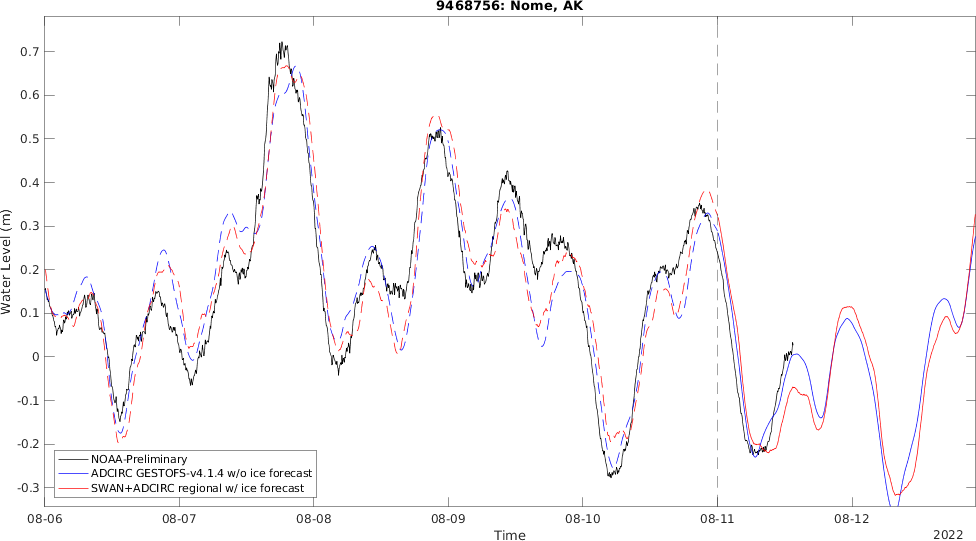 9468756: Nome, AK
Water Level (m)
0.7
0.6
0.5
0.4
0.3
0.2
0.1
0
-0.1
-0.2
-0.3
NOAA-Preliminary
ADCIRC GESTOFS-v4.1.4 w/o ice forecast
SWAN+ADCIRC regional w/ ice forecast
08-06 08-07 08-08 08-09 08-10 08-11 08-12
Time
2022